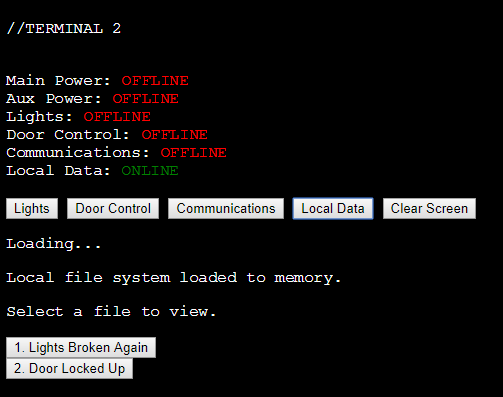 //TERMINAL 2
Main Power: OFFLINE
Aux Power: OFFLINE
Lights: OFFLINE
Door Control: OFFLINE
Communications: OFFLINE
Local Data: ONLINE
Lights Door Control Communications Local Data Clear Screen
Loading...
Local file system loaded to memory.
Select a file to view.
1. Lights Broken Again
2. Door Locked Up